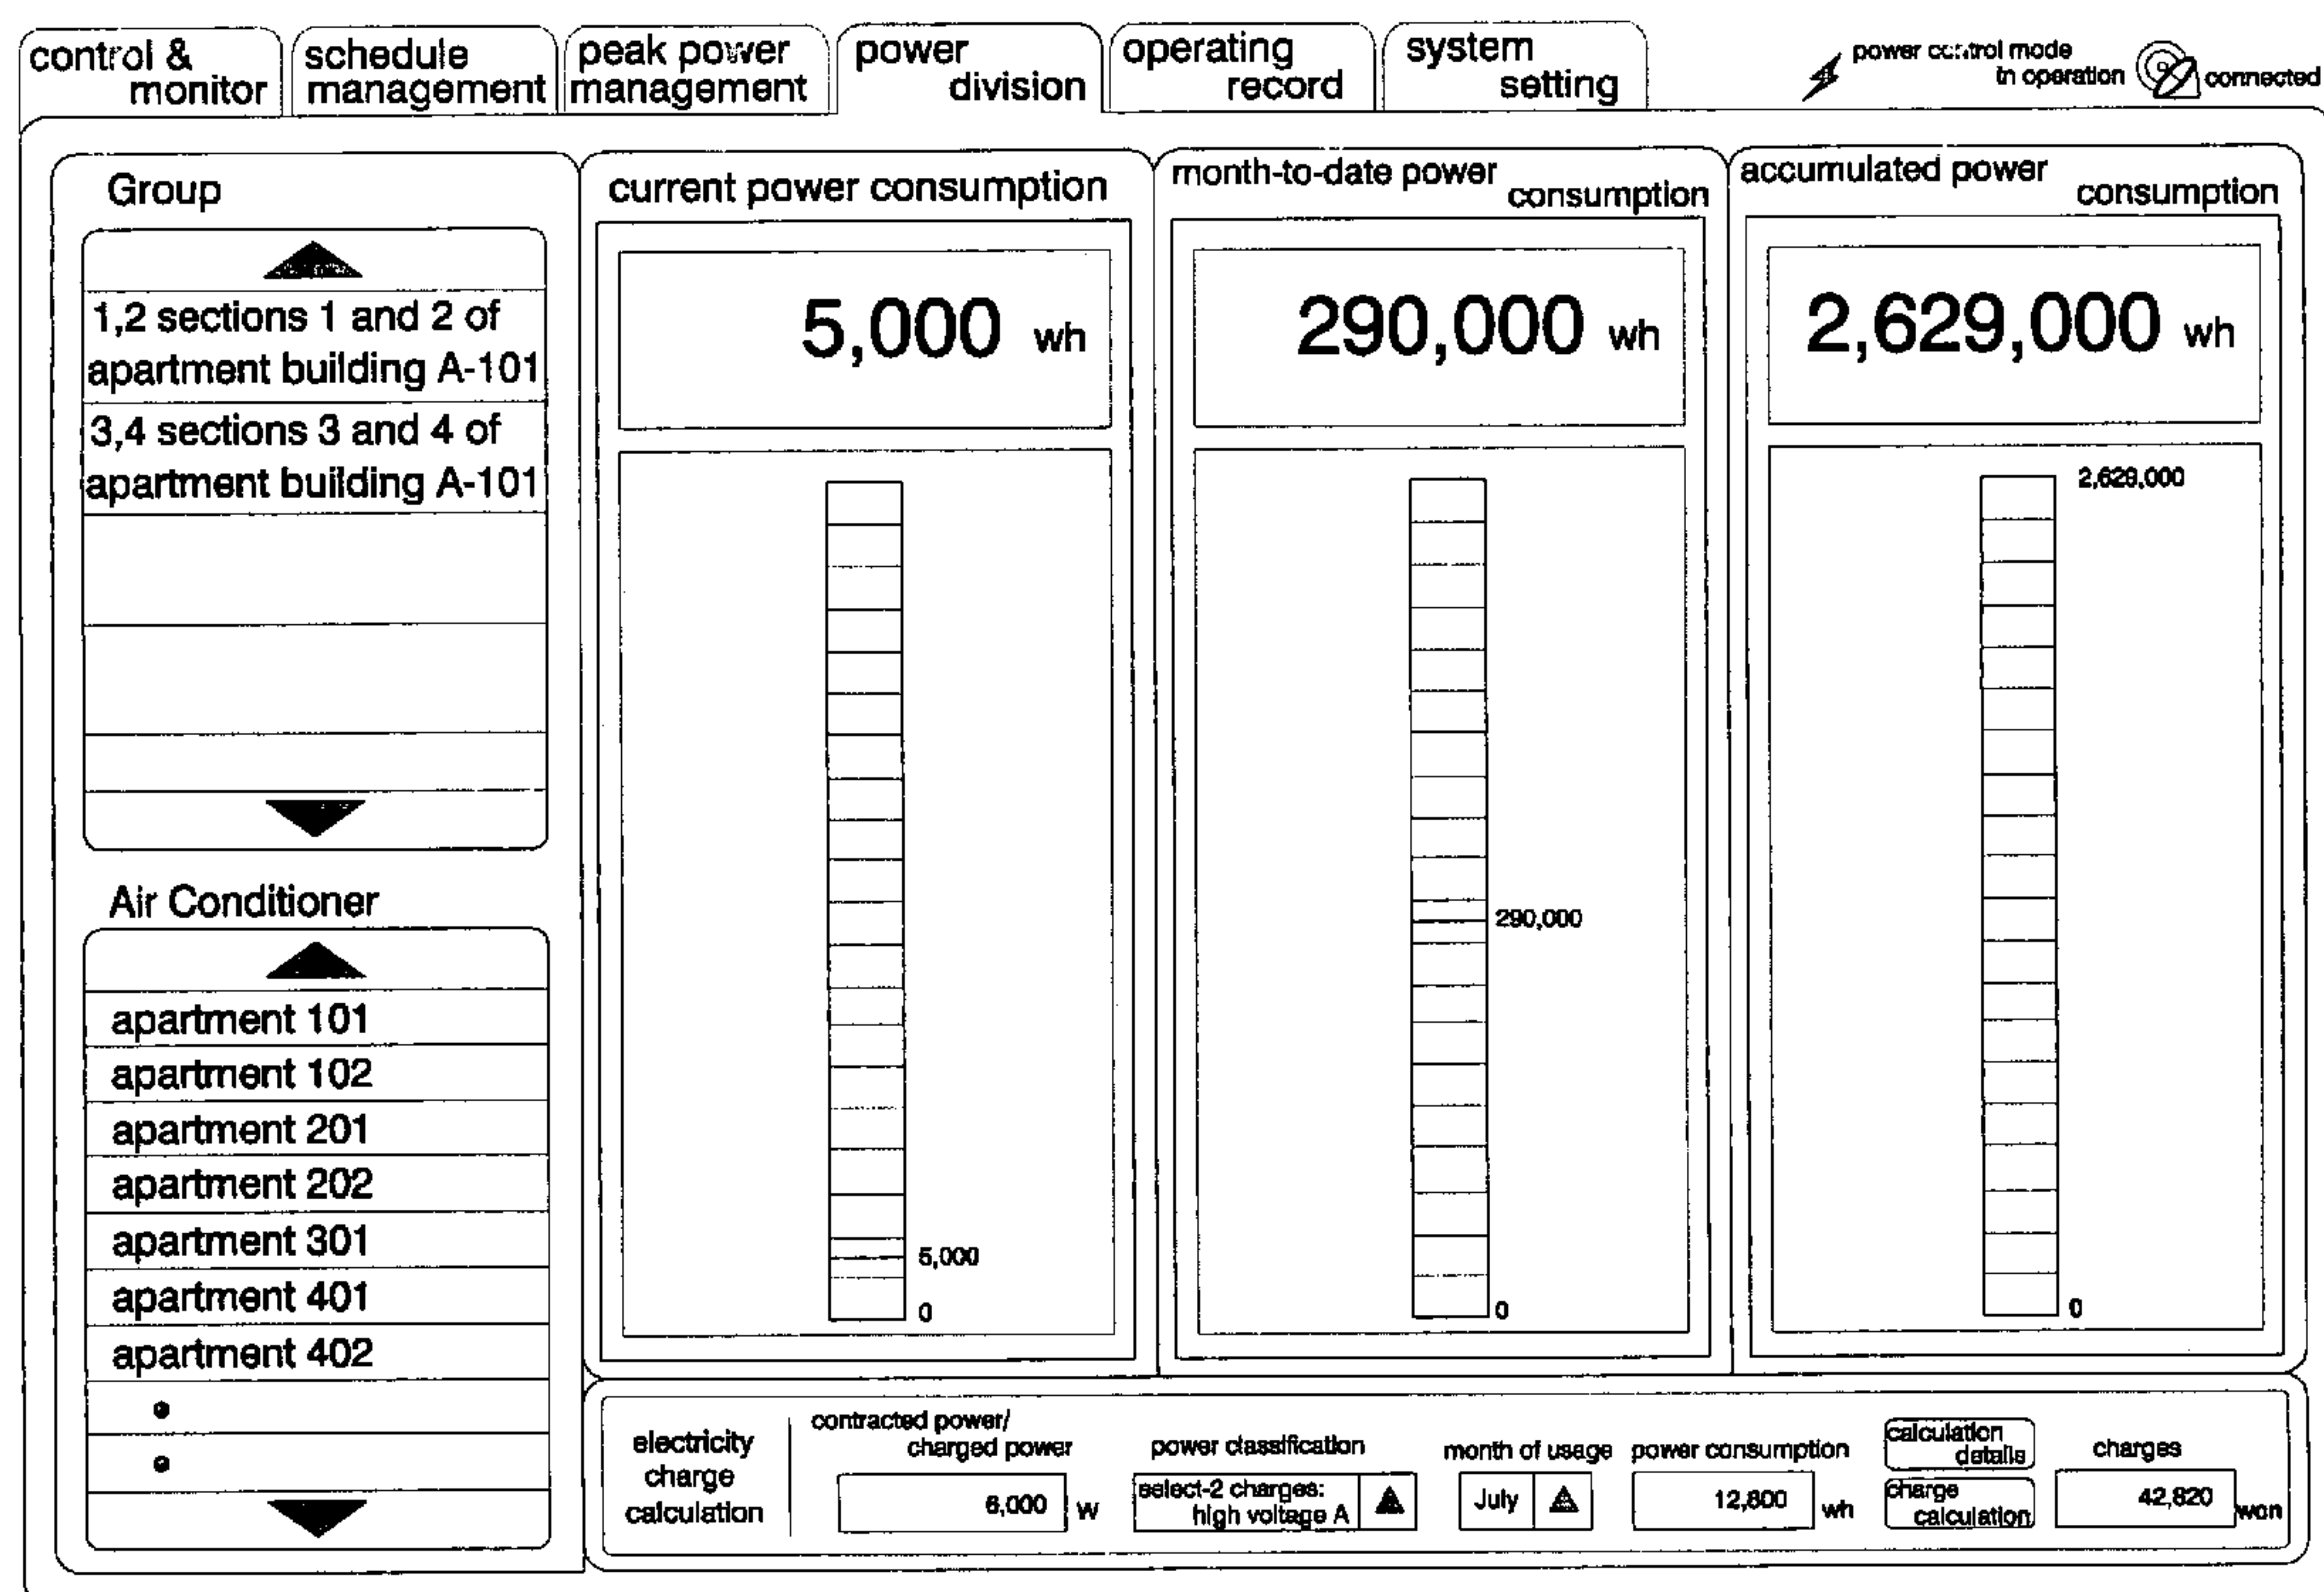 control &
monitor
schedule
management
peak power
management
power
division
operating
record
system
setting
power control mode
in operation
connected
Group
1,2 sections 1 and 2 of
apartment building A-101
3,4 sections 3 and 4 of
apartment building A-101
Air Conditioner
apartment 101
apartment 102
apartment 201
apartment 202
apartment 301
apartment 401
apartment 402
current power consumption
5,000 wh
5,000
0
month-to-date power
consumption
290,000 wh
290,000
0
accumulated power
consumption
2,629,000 wh
2,629,000
0
electricity
charge
calculation
contracted power/
charged power
6,000 W
power classification
select-2 charges:
high voltage A
month of usage
July
power consumption
12,800 wh
calculation
details
charge
calculation
charges
42,820 won